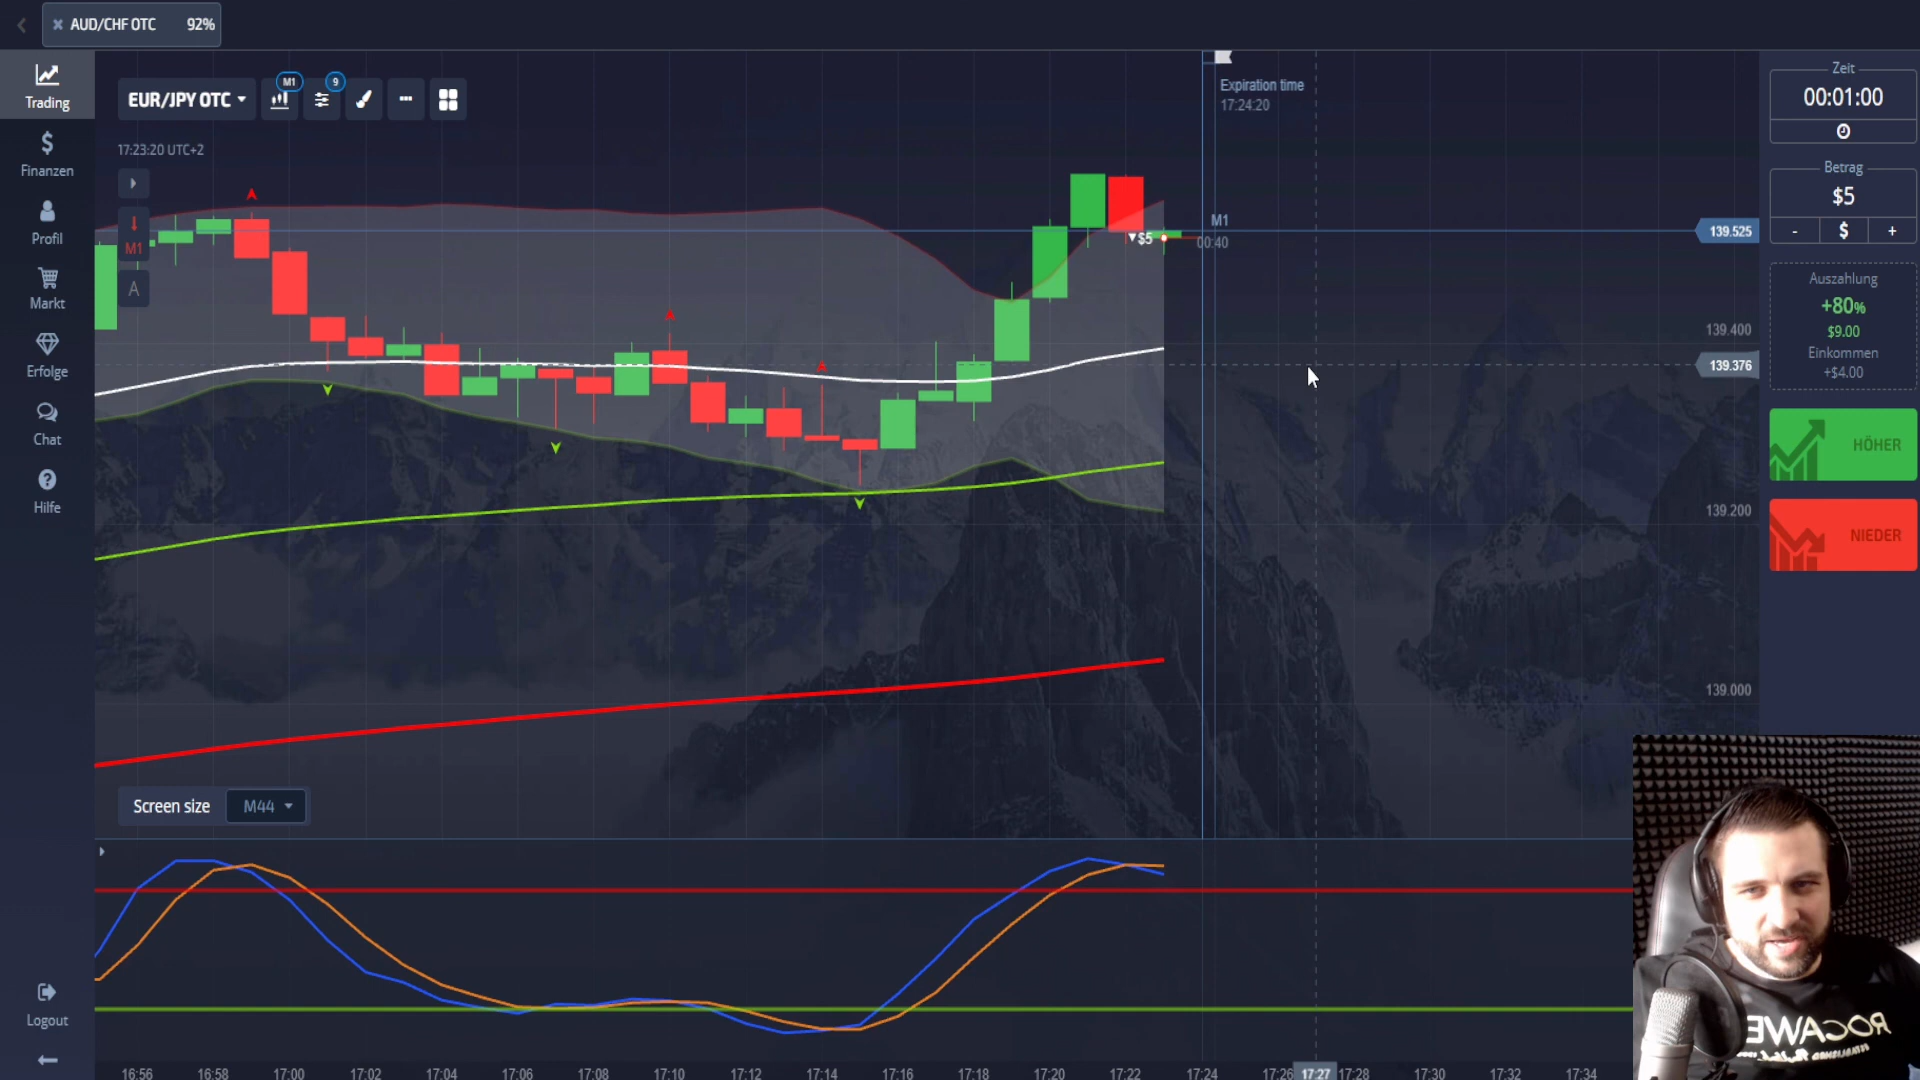 AUD/CHF OTC 92%
Trading
Finanzen
Profil
Markt
Erfolge
Chat
Hilfe
Logout
EUR/JPY OTC
M1
9
17:23:20 UTC+2
M1
A
Expiration time
17:24:20
M1
00:40
$5
139.525
139.400
139.376
139.200
139.000
Screen size M44
16:56 16:58 17:00 17:02 17:04 17:06 17:08 17:10 17:12 17:14 17:16 17:18 17:20 17:22 17:24 17:26 17:27 17:28 17:30 17:32 17:34
Zeit
00:01:00
Betrag
$5
- $ +
Auszahlung
+80%
$9.00
Einkommen
+$4.00
HÖHER
NIEDER
ROCAWE